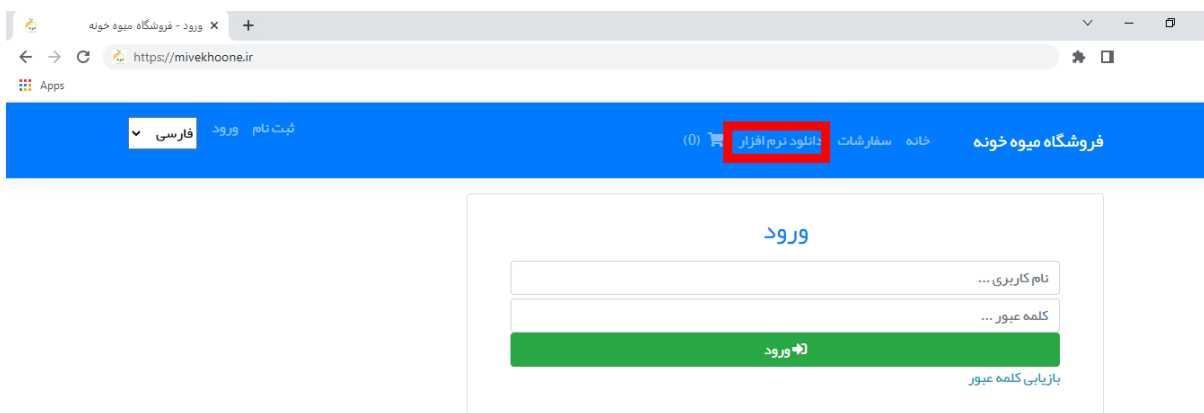 ورود - فروشگاه میوه خونه
https://mivekhoone.ir
Apps
فروشگاه میوه خونه خانه سفارشات دانلود نرم افزار (0) ثبت نام ورود فارسی
ورود
نام کاربری ...
کلمه عبور ...
ورود
بازیابی کلمه عبور